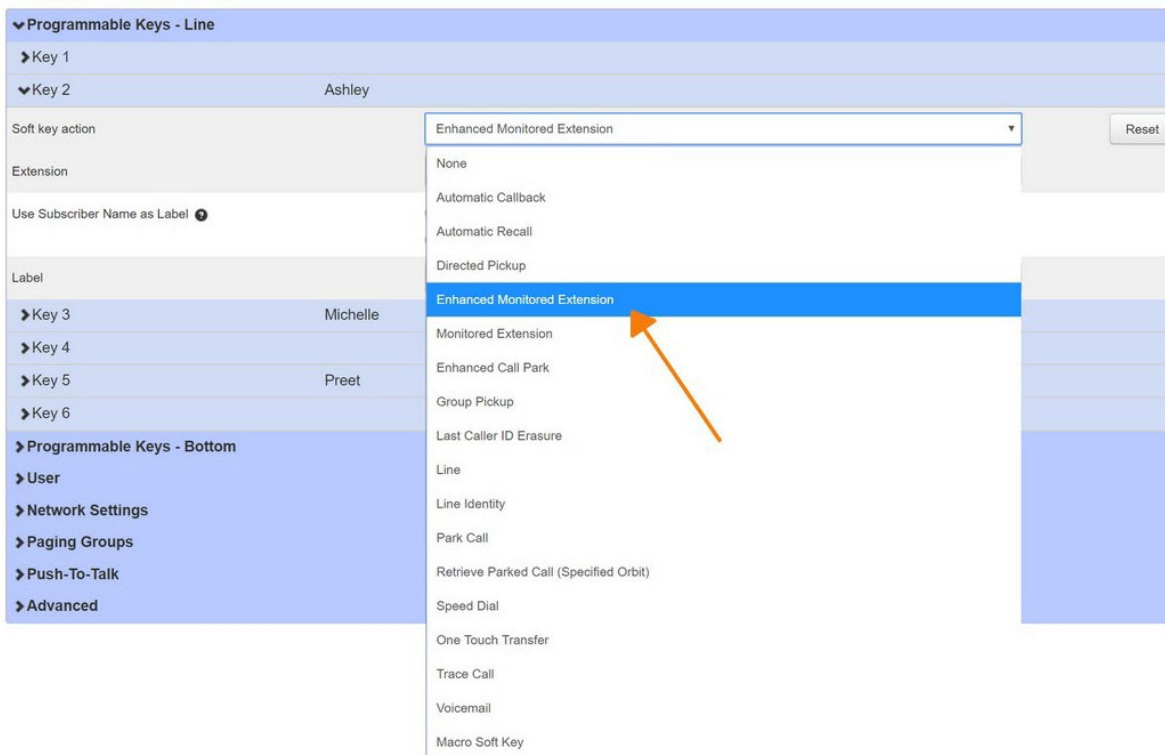 Programmable Keys - Line
Key 1
Key 2 Ashley
Soft key action Enhanced Monitored Extension Reset
None
Extension
Automatic Callback
Use Subscriber Name as Label ?
Automatic Recall
Directed Pickup
Label
Enhanced Monitored Extension
Key 3 Michelle
Monitored Extension
Key 4
Enhanced Call Park
Key 5 Preet
Group Pickup
Key 6
Last Caller ID Erasure
Programmable Keys - Bottom
Line
User
Line Identity
Network Settings
Park Call
Paging Groups
Retrieve Parked Call (Specified Orbit)
Push-To-Talk
Speed Dial
Advanced
One Touch Transfer
Trace Call
Voicemail
Macro Soft Key